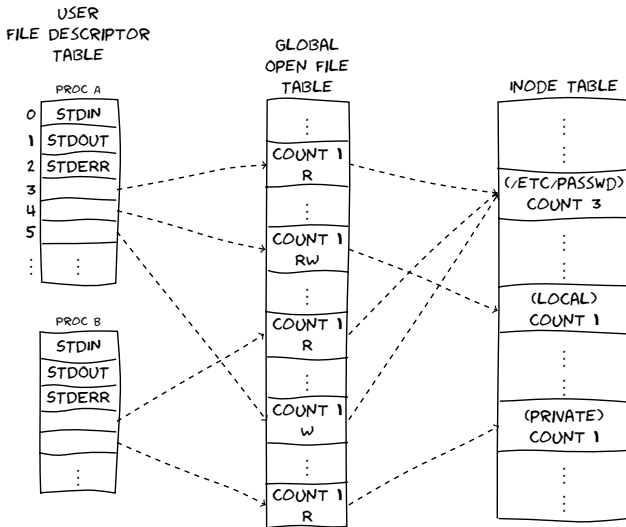 USER
FILE DESCRIPTOR
TABLE
PROC A
0 STDIN
1 STDOUT
2 STDERR
3
4
5
⋮ ⋮
PROC B
STDIN
STDOUT
STDERR
⋮
GLOBAL
OPEN FILE
TABLE
⋮
COUNT 1
R
⋮
COUNT 1
RW
⋮
COUNT 1
R
⋮
COUNT 1
W
⋮
COUNT 1
R
INODE TABLE
⋮
(/ETC/PASSWD)
COUNT 3
⋮
(LOCAL)
COUNT 1
⋮
(PRIVATE)
COUNT 1
⋮